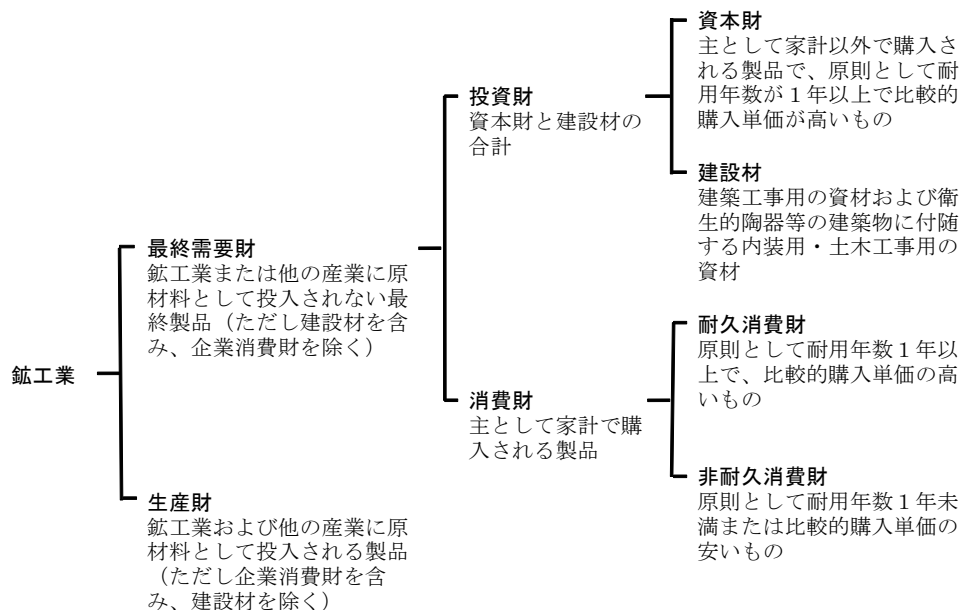 鉱工業
最終需要財
鉱工業または他の産業に原
材料として投入されない最
終製品（ただし建設材を含
み、企業消費財を除く）
生産財
鉱工業および他の産業に原
材料として投入される製品
（ただし企業消費財を含
み、建設材を除く）
投資財
資本財と建設材の
合計
消費財
主として家計で購
入される製品
資本財
主として家計以外で購入さ
れる製品で、原則として耐
用年数が１年以上で比較的
購入単価が高いもの
建設材
建築工事用の資材および衛
生的陶器等の建築物に付随
する内装用・土木工事用の
資材
耐久消費財
原則として耐用年数１年以
上で、比較的購入単価の高
いもの
非耐久消費財
原則として耐用年数１年未
満または比較的購入単価の
安いもの